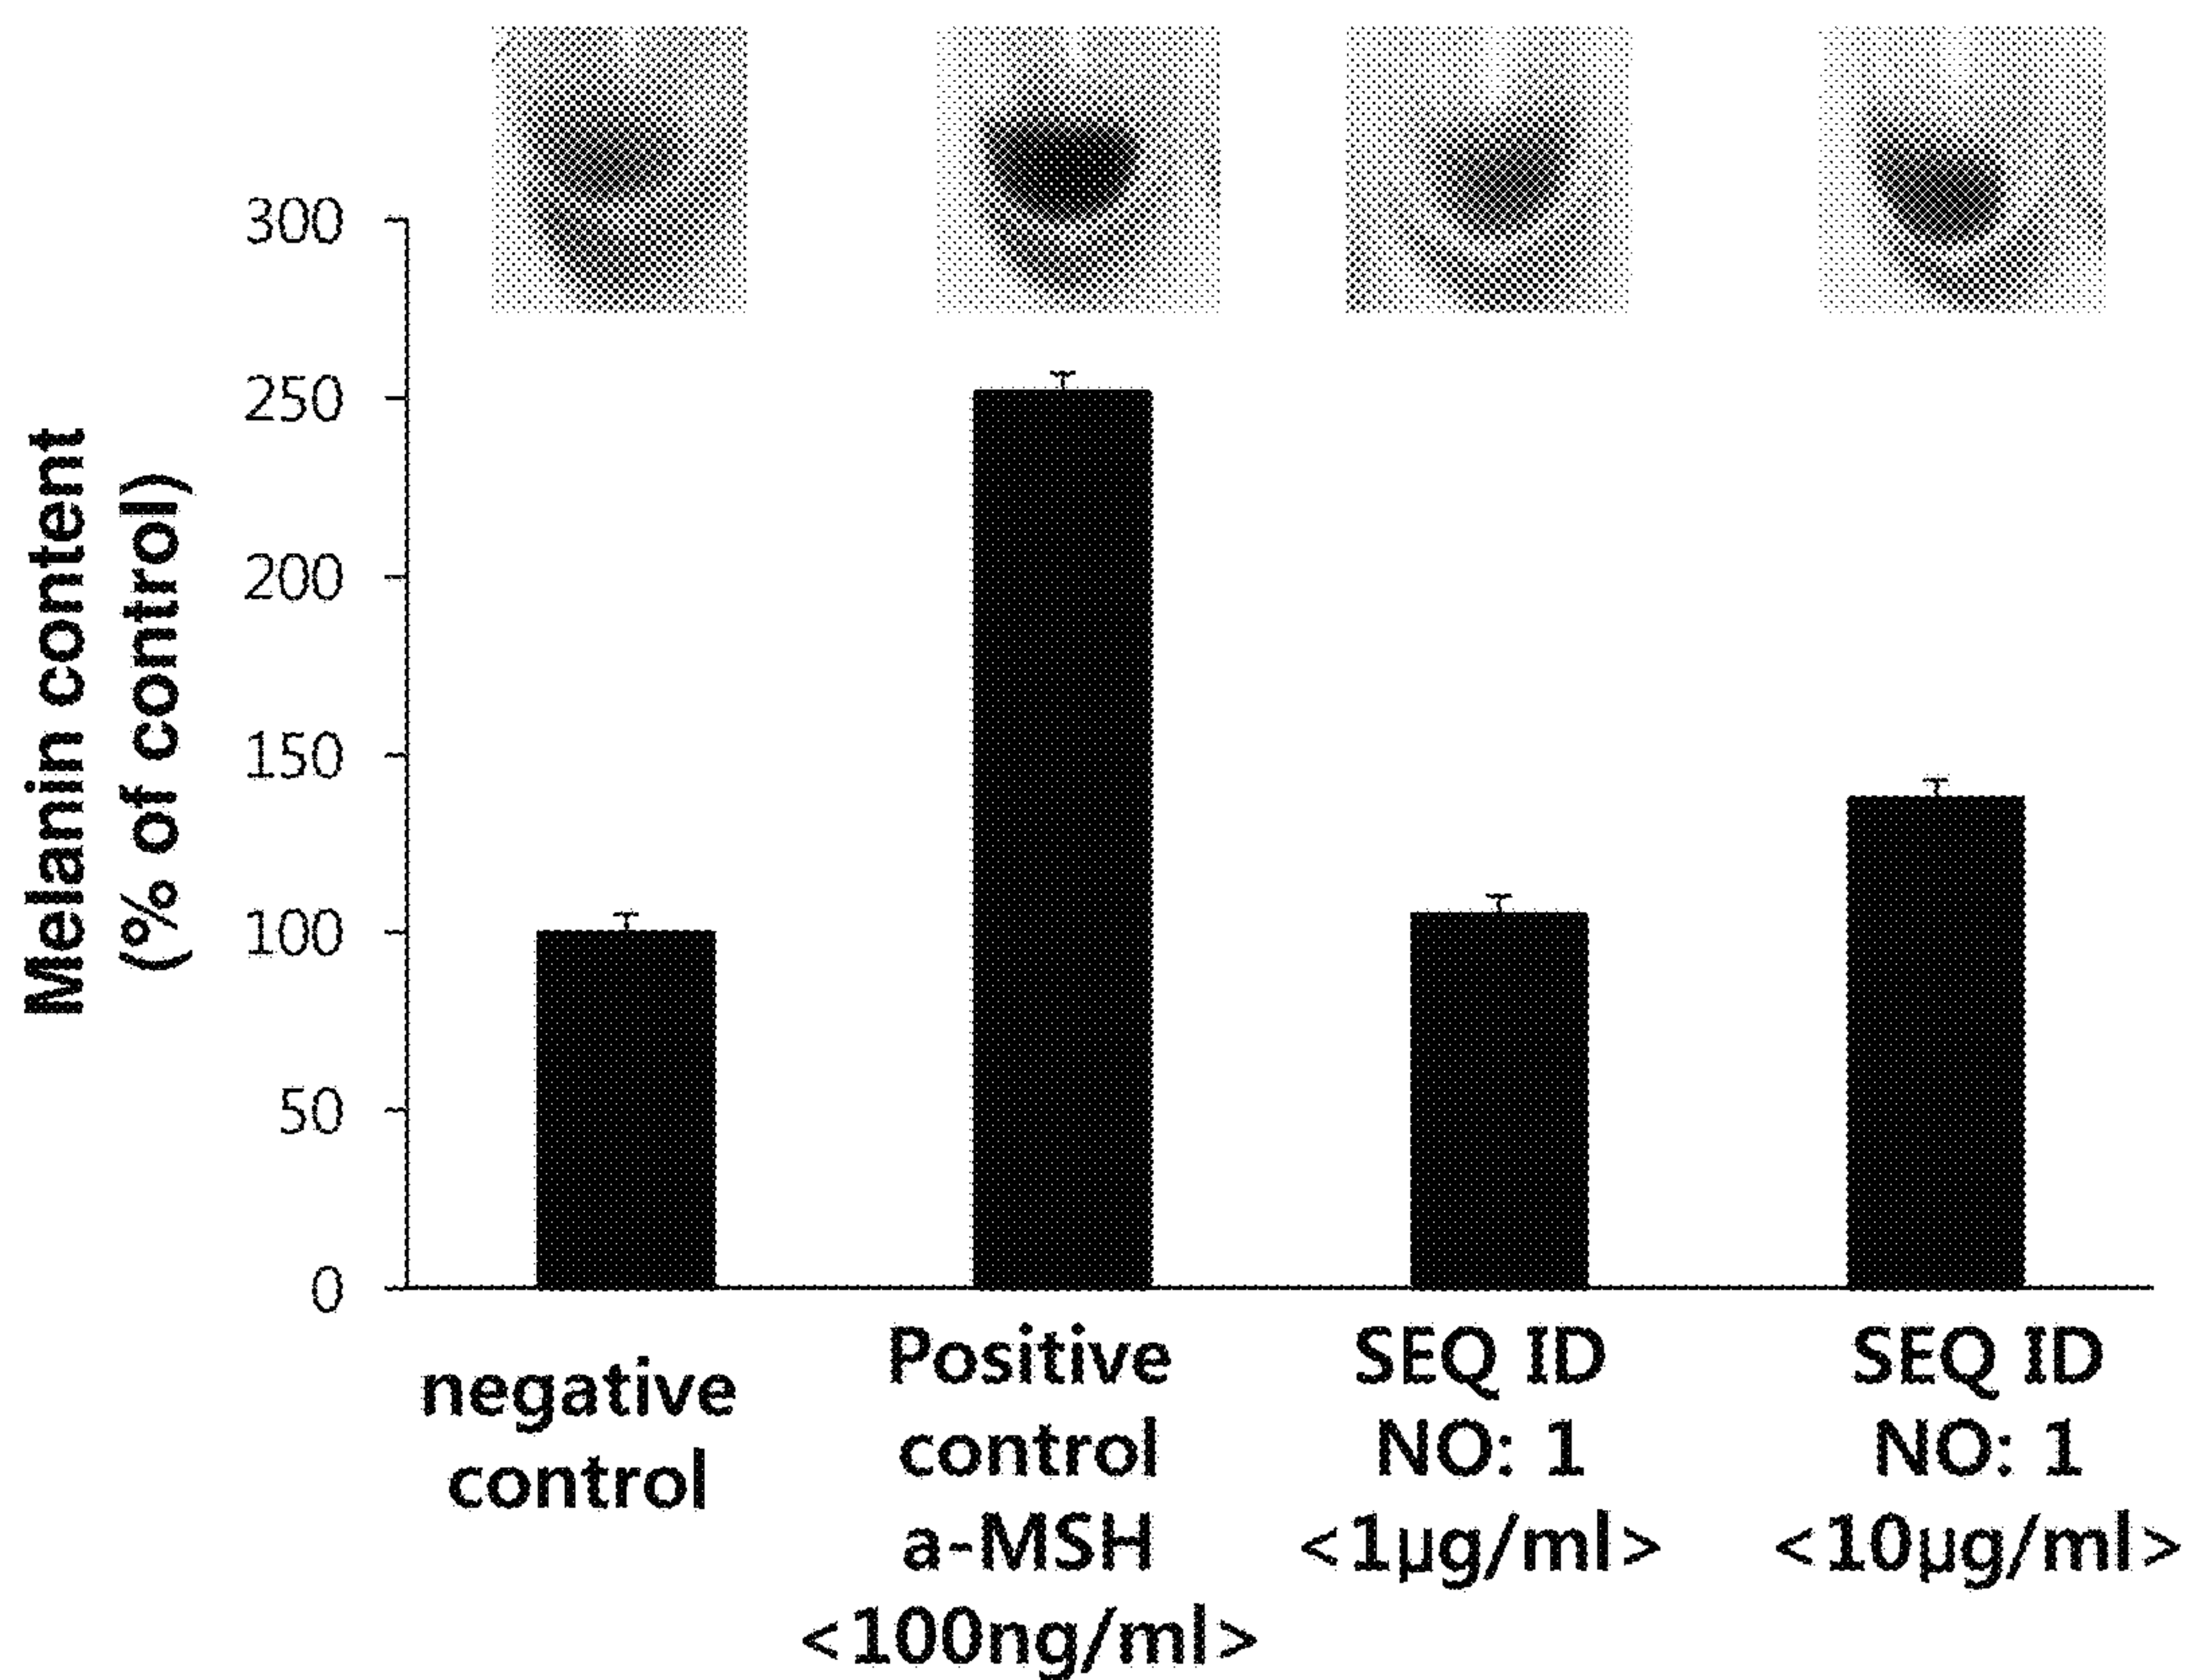 Melanin content
(% of control)
300
250
200
150
100
50
0
negative
control
Positive
control
a-MSH
<100ng/ml>
SEQ ID
NO: 1
<1µg/ml>
SEQ ID
NO: 1
<10µg/ml>